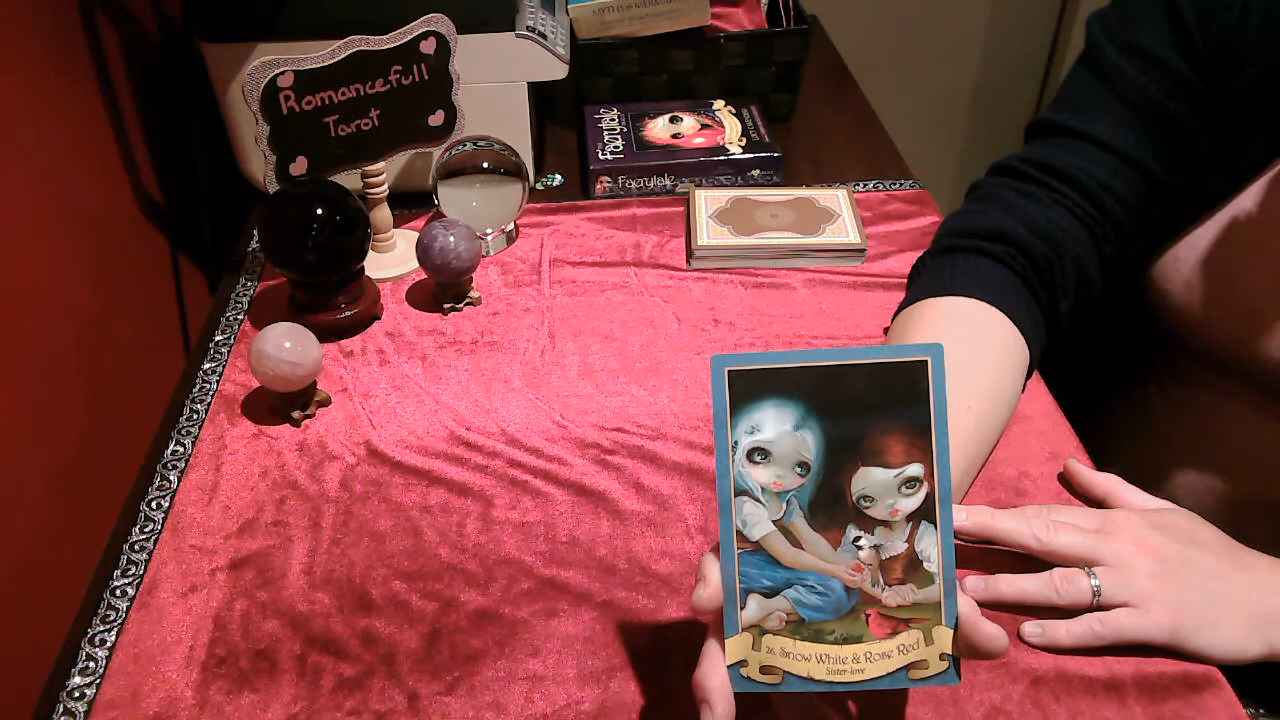 Romancefull
Tarot
Faerytale
Faerytale
26. Snow White & Rose Red
Sister-love